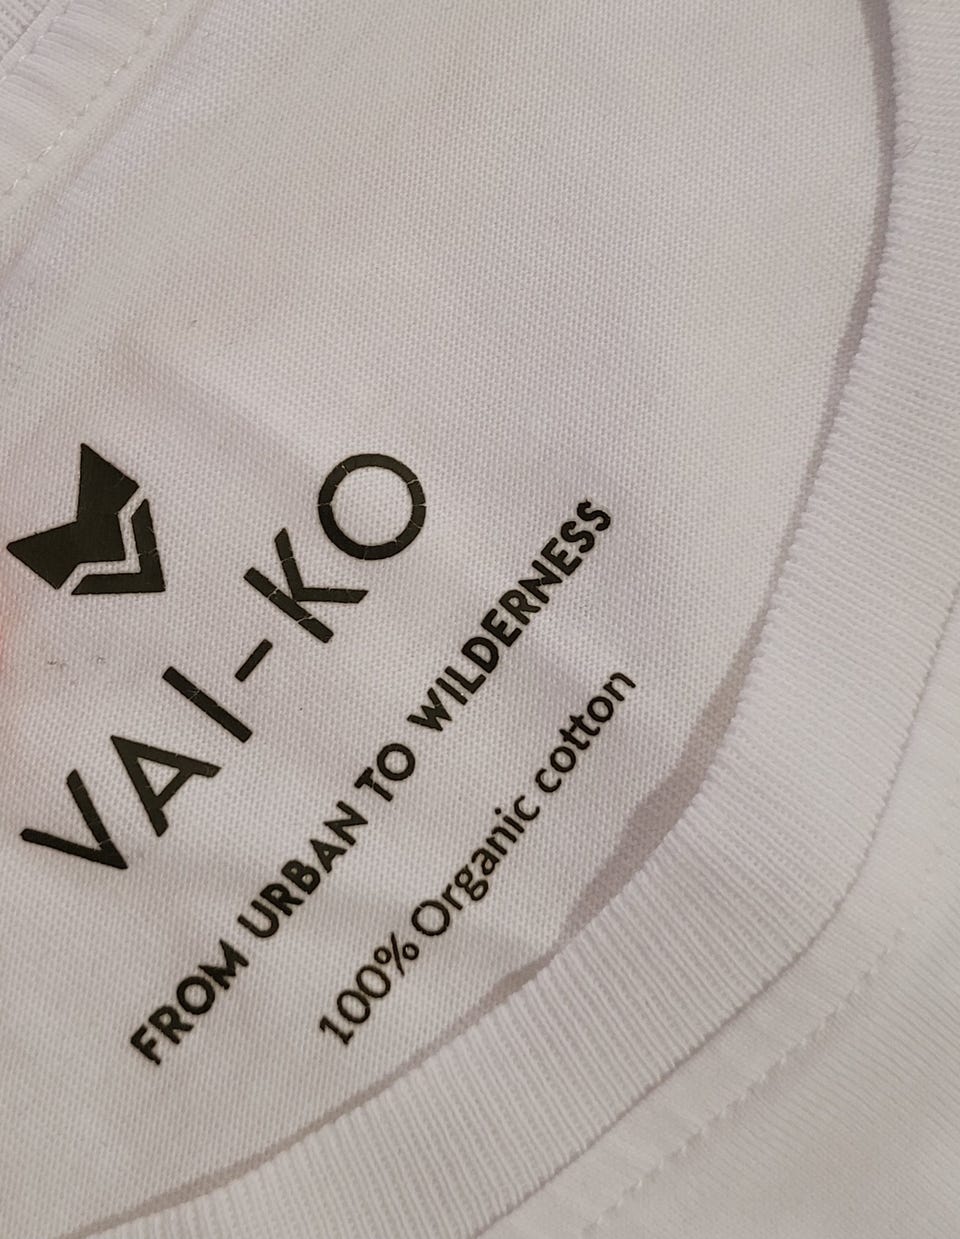 VAI-KO
FROM URBAN TO WILDERNESS
100% Organic cotton